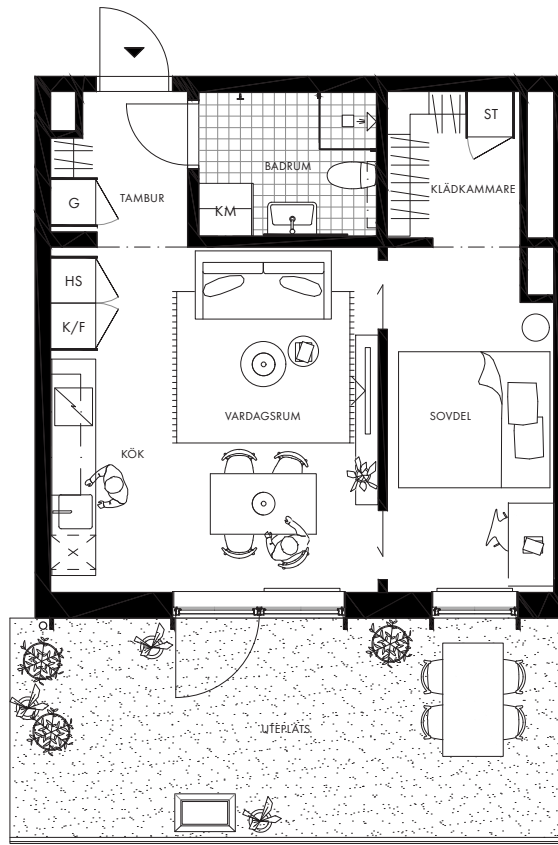 ST
BADRUM
KLÄDKAMMARE
TAMBUR
G
KM
HS
K/F
VARDAGSRUM
SOVDEL
KÖK
UTEPLATS